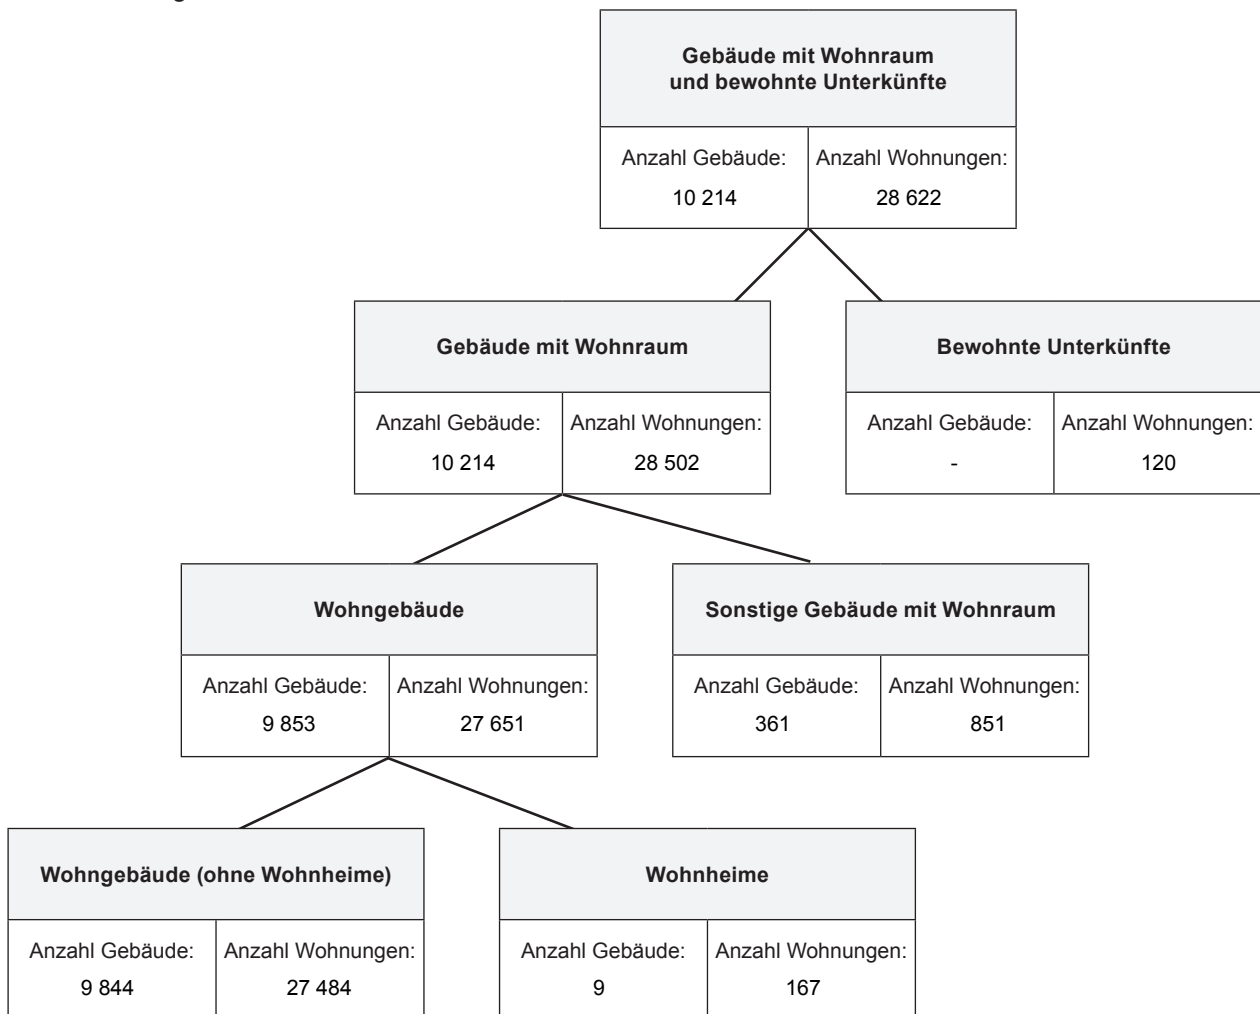 Gebäude mit Wohnraum
und bewohnte Unterkünfte
Anzahl Gebäude: Anzahl Wohnungen:
10 214 28 622
Gebäude mit Wohnraum
Anzahl Gebäude: Anzahl Wohnungen:
10 214 28 502
Bewohnte Unterkünfte
Anzahl Gebäude: Anzahl Wohnungen:
- 120
Wohngebäude
Anzahl Gebäude: Anzahl Wohnungen:
9 853 27 651
Sonstige Gebäude mit Wohnraum
Anzahl Gebäude: Anzahl Wohnungen:
361 851
Wohngebäude (ohne Wohnheime)
Anzahl Gebäude: Anzahl Wohnungen:
9 844 27 484
Wohnheime
Anzahl Gebäude: Anzahl Wohnungen:
9 167